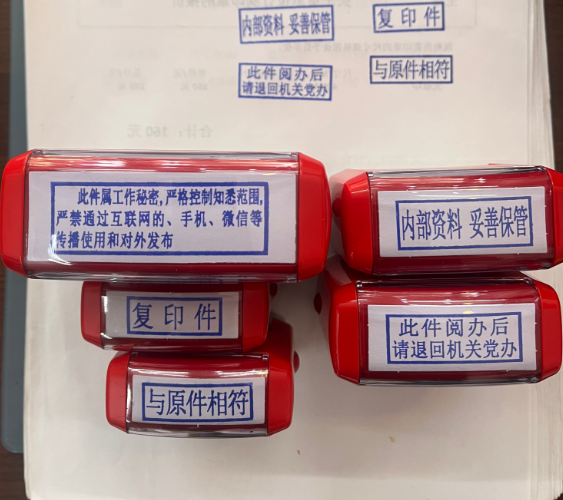 内部资料 妥善保管
复印件
此件阅办后
请退回机关党办
与原件相符
合计：160 元
此件属工作秘密,严格控制知悉范围,
严禁通过互联网的、手机、微信等
传播使用和对外发布
内部资料 妥善保管
复印件
此件阅办后
请退回机关党办
与原件相符